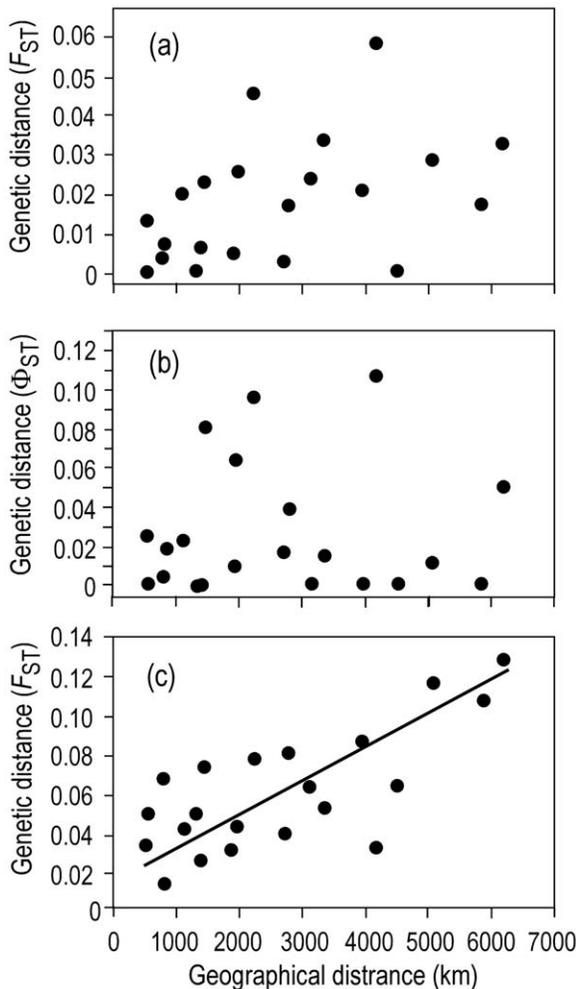 (a)
Genetic distance (FST)
0.06
0.05
0.04
0.03
0.02
0.01
0
(b)
Genetic distance (ΦST)
0.12
0.10
0.08
0.06
0.04
0.02
0
(c)
Genetic distance (FST)
0.14
0.12
0.10
0.08
0.06
0.04
0.02
0
0 1000 2000 3000 4000 5000 6000 7000
Geographical distrance (km)